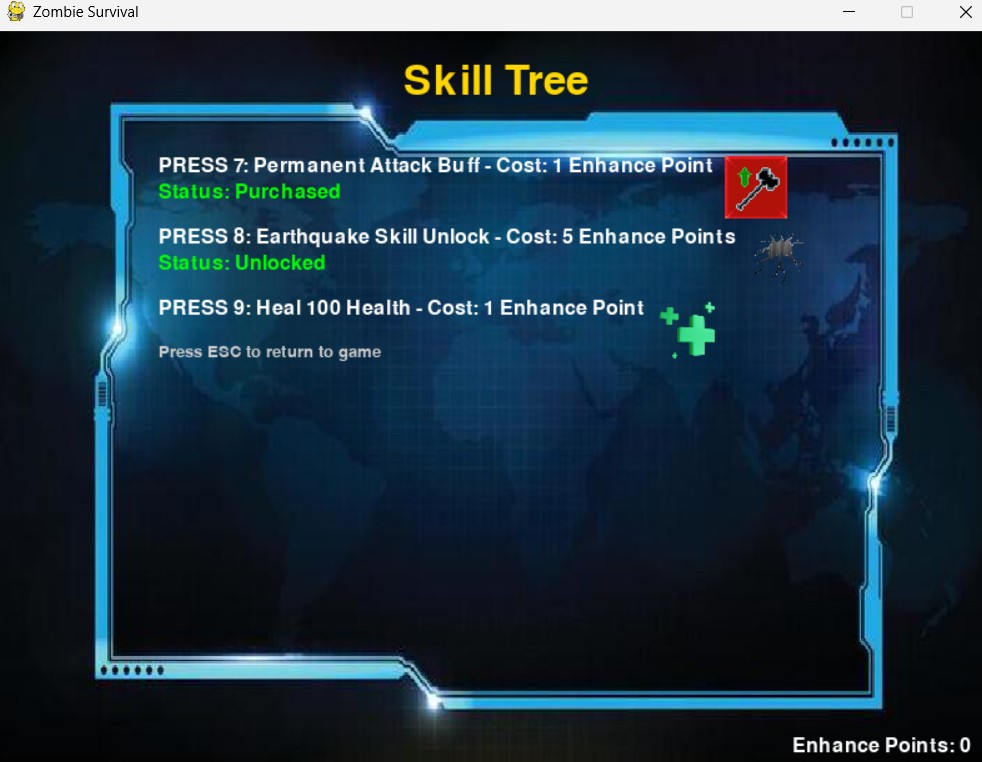 Zombie Survival
Skill Tree
PRESS 7: Permanent Attack Buff - Cost: 1 Enhance Point
Status: Purchased
PRESS 8: Earthquake Skill Unlock - Cost: 5 Enhance Points
Status: Unlocked
PRESS 9: Heal 100 Health - Cost: 1 Enhance Point
Press ESC to return to game
Enhance Points: 0